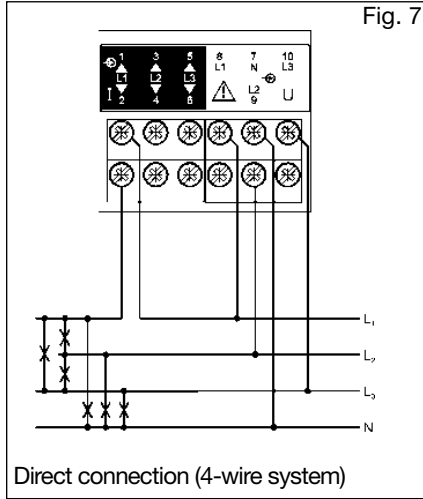 Fig. 7
1 3 5 8 7 10
L1 N L3
L1 L2 L3
I L2 U
2 4 6 9
L₁
L₂
L₃
N
Direct connection (4-wire system)